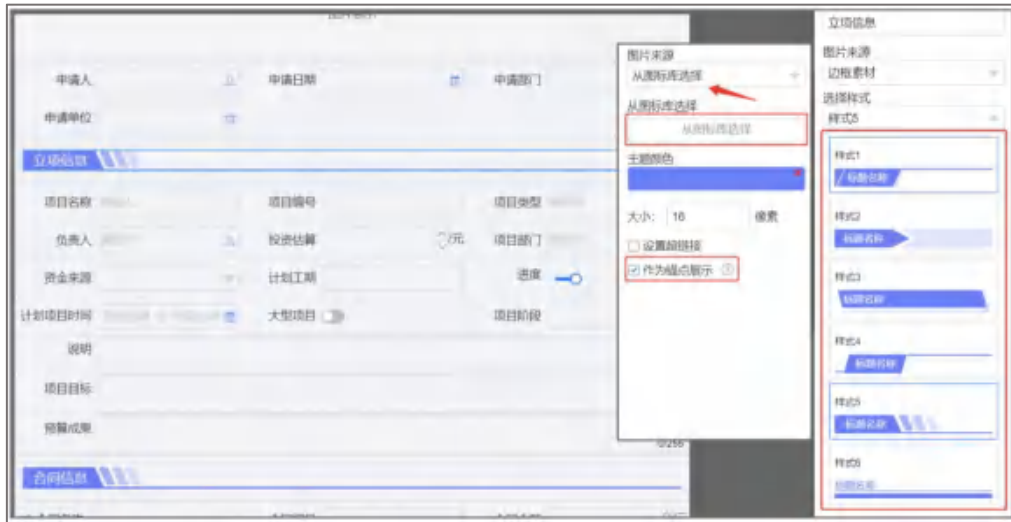 申请人
申请日期
申请部门
申请单位
立项信息
项目名称
项目编号
项目类型
负责人
投资估算
元
项目部门
资金来源
计划工期
进度
计划项目时间
大型项目
项目阶段
说明
项目目标
预算成果
0/256
合同信息
图片来源
从图标库选择
从图标库选择
从图标库选择
主题颜色
大小: 16 像素
设置超链接
作为锚点展示
立项信息
图片来源
边框素材
选择样式
样式5
样式1
标题名称
样式2
标题名称
样式3
标题名称
样式4
标题名称
样式5
标题名称
样式6
标题名称